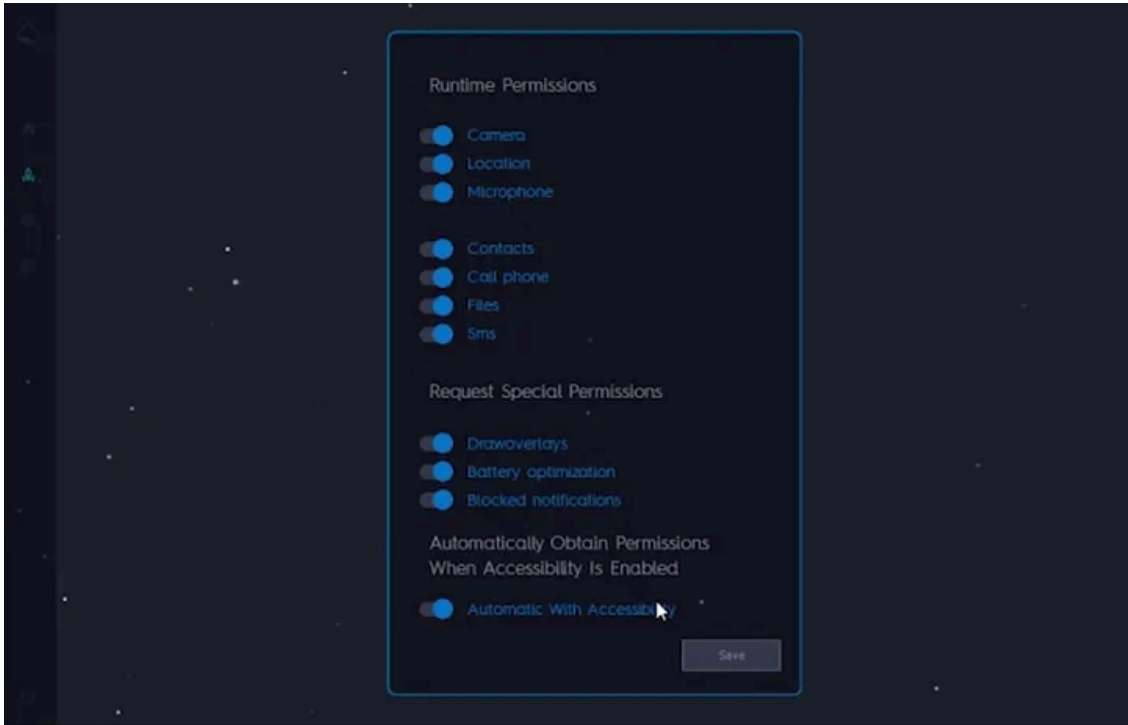 Runtime Permissions
Camera
Location
Microphone
Contacts
Call phone
Files
Sms
Request Special Permissions
Drawoverlays
Battery optimization
Blocked notifications
Automatically Obtain Permissions
When Accessibility Is Enabled
Automatic With Accessibility
Save